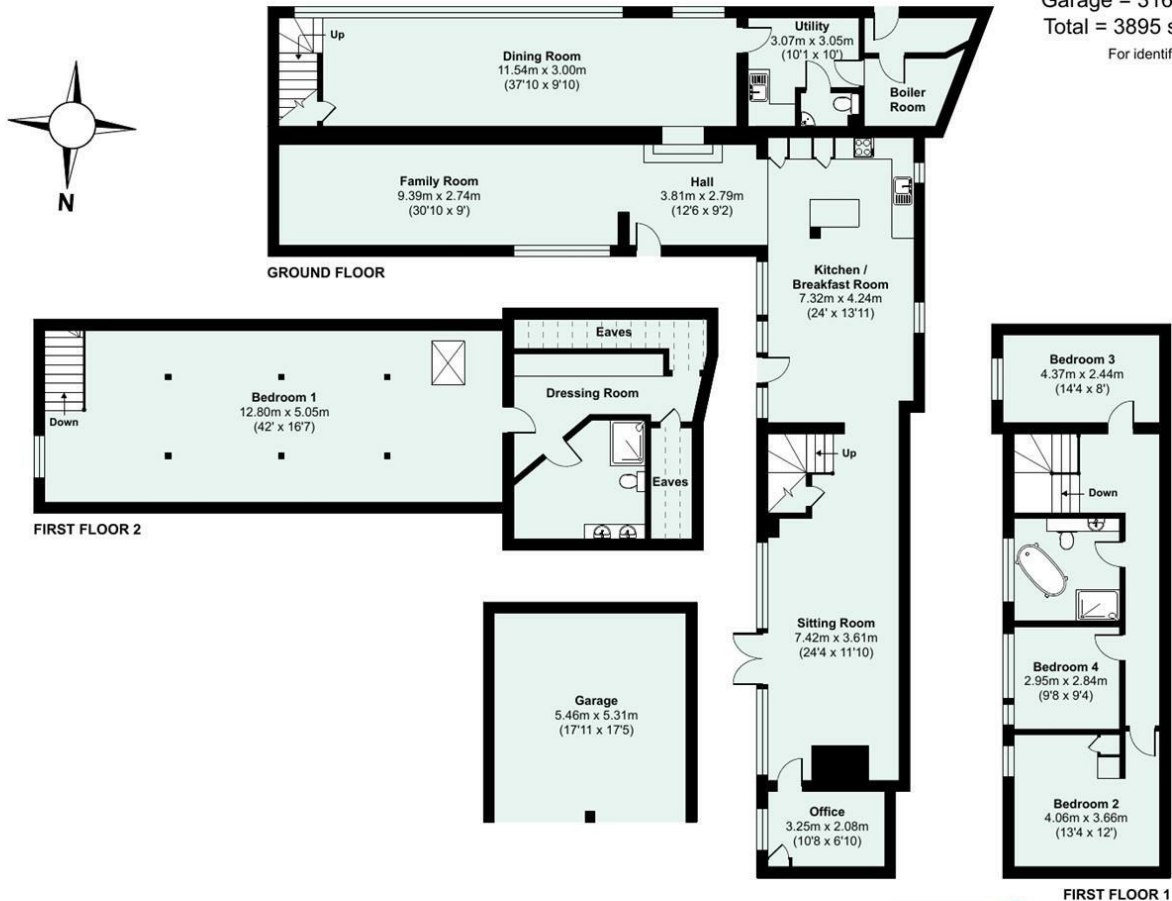 Garage = 316
Total = 3895 s
For identif
N
Up
Dining Room
11.54m x 3.00m
(37'10 x 9'10)
Utility
3.07m x 3.05m
(10'1 x 10')
Boiler
Room
Family Room
9.39m x 2.74m
(30'10 x 9')
Hall
3.81m x 2.79m
(12'6 x 9'2)
GROUND FLOOR
Kitchen /
Breakfast Room
7.32m x 4.24m
(24' x 13'11)
Up
Sitting Room
7.42m x 3.61m
(24'4 x 11'10)
Office
3.25m x 2.08m
(10'8 x 6'10)
Down
Bedroom 1
12.80m x 5.05m
(42' x 16'7)
Eaves
Dressing Room
Eaves
FIRST FLOOR 2
Garage
5.46m x 5.31m
(17'11 x 17'5)
Bedroom 3
4.37m x 2.44m
(14'4 x 8')
Down
Bedroom 4
2.95m x 2.84m
(9'8 x 9'4)
Bedroom 2
4.06m x 3.66m
(13'4 x 12')
FIRST FLOOR 1